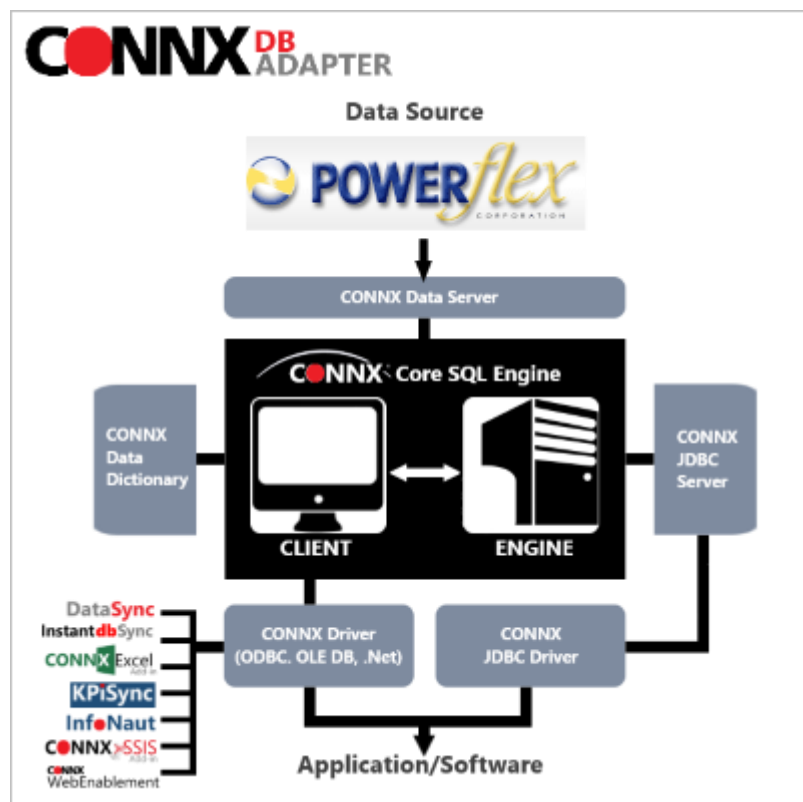 CONNX DB
ADAPTER
Data Source
POWERflex
CORPORATION
CONNX Data Server
CONNX Core SQL Engine
CONNX
Data
Dictionary
CONNX
JDBC
Server
CLIENT
ENGINE
DataSync
InstantdbSync
CONNX Excel
Add-in
KPiSync
InfoNaut
CONNX SSIS
Add-in
CONNX
WebEnablement
CONNX Driver
(ODBC. OLE DB, .Net)
CONNX
JDBC Driver
Application/Software